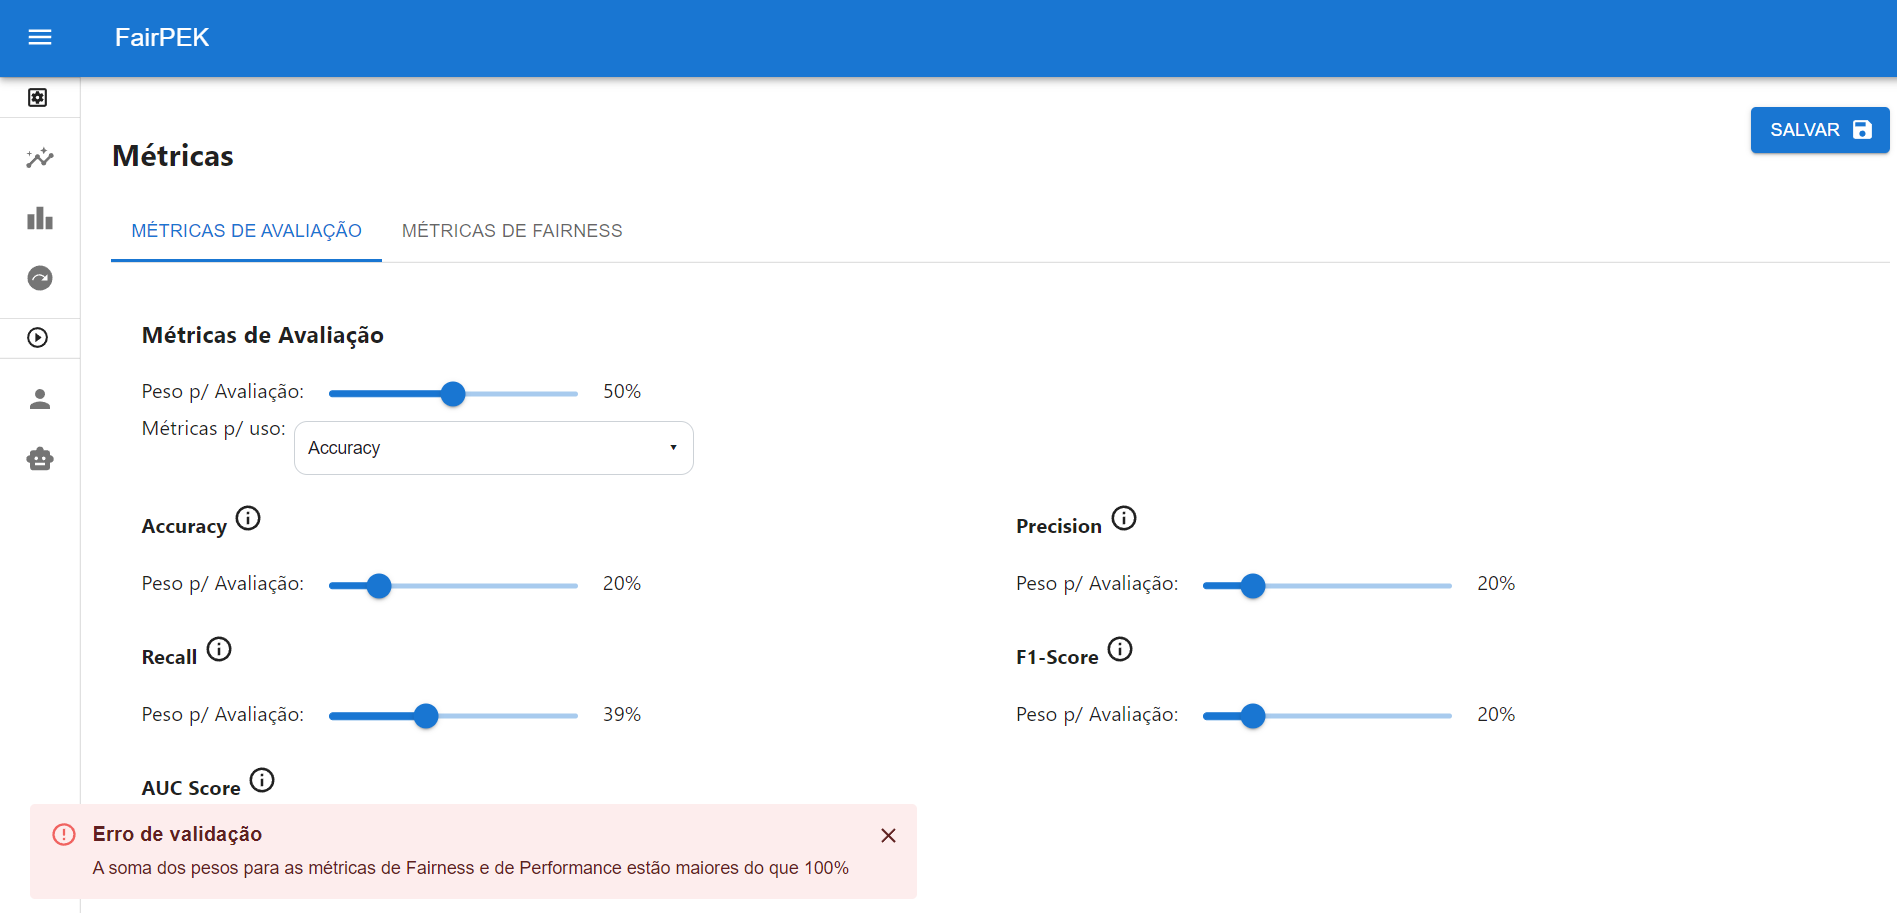 FairPEK
SALVAR
Métricas
MÉTRICAS DE AVALIAÇÃO MÉTRICAS DE FAIRNESS
Métricas de Avaliação
Peso p/ Avaliação: 50%
Métricas p/ uso: Accuracy
Accuracy
Peso p/ Avaliação: 20%
Precision
Peso p/ Avaliação: 20%
Recall
Peso p/ Avaliação: 39%
F1-Score
Peso p/ Avaliação: 20%
AUC Score
Erro de validação
A soma dos pesos para as métricas de Fairness e de Performance estão maiores do que 100%